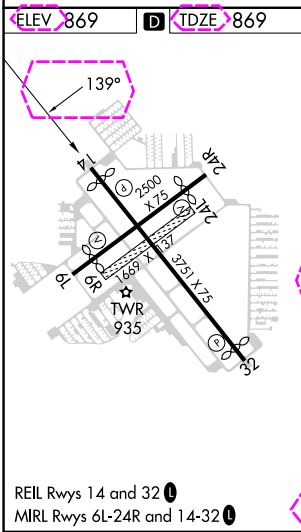 ELEV 869 D TDZE 869
139°
14
24R
P
2500
X 75
V
24L
V
1669 X 137
3751 X 75
6L
6R
TWR
935
P
32
REIL Rwys 14 and 32 L
MIRL Rwys 6L-24R and 14-32 L